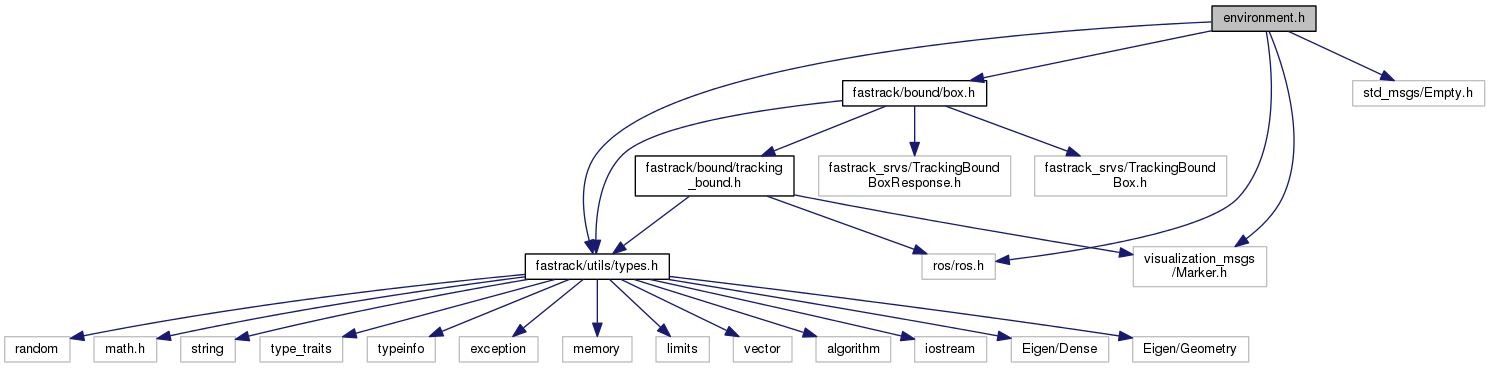 environment.h
fastrack/bound/box.h
std_msgs/Empty.h
fastrack/bound/tracking
_bound.h
fastrack_srvs/TrackingBound
BoxResponse.h
fastrack_srvs/TrackingBound
Box.h
fastrack/utils/types.h
ros/ros.h
visualization_msgs
/Marker.h
random
math.h
string
type_traits
typeinfo
exception
memory
limits
vector
algorithm
iostream
Eigen/Dense
Eigen/Geometry